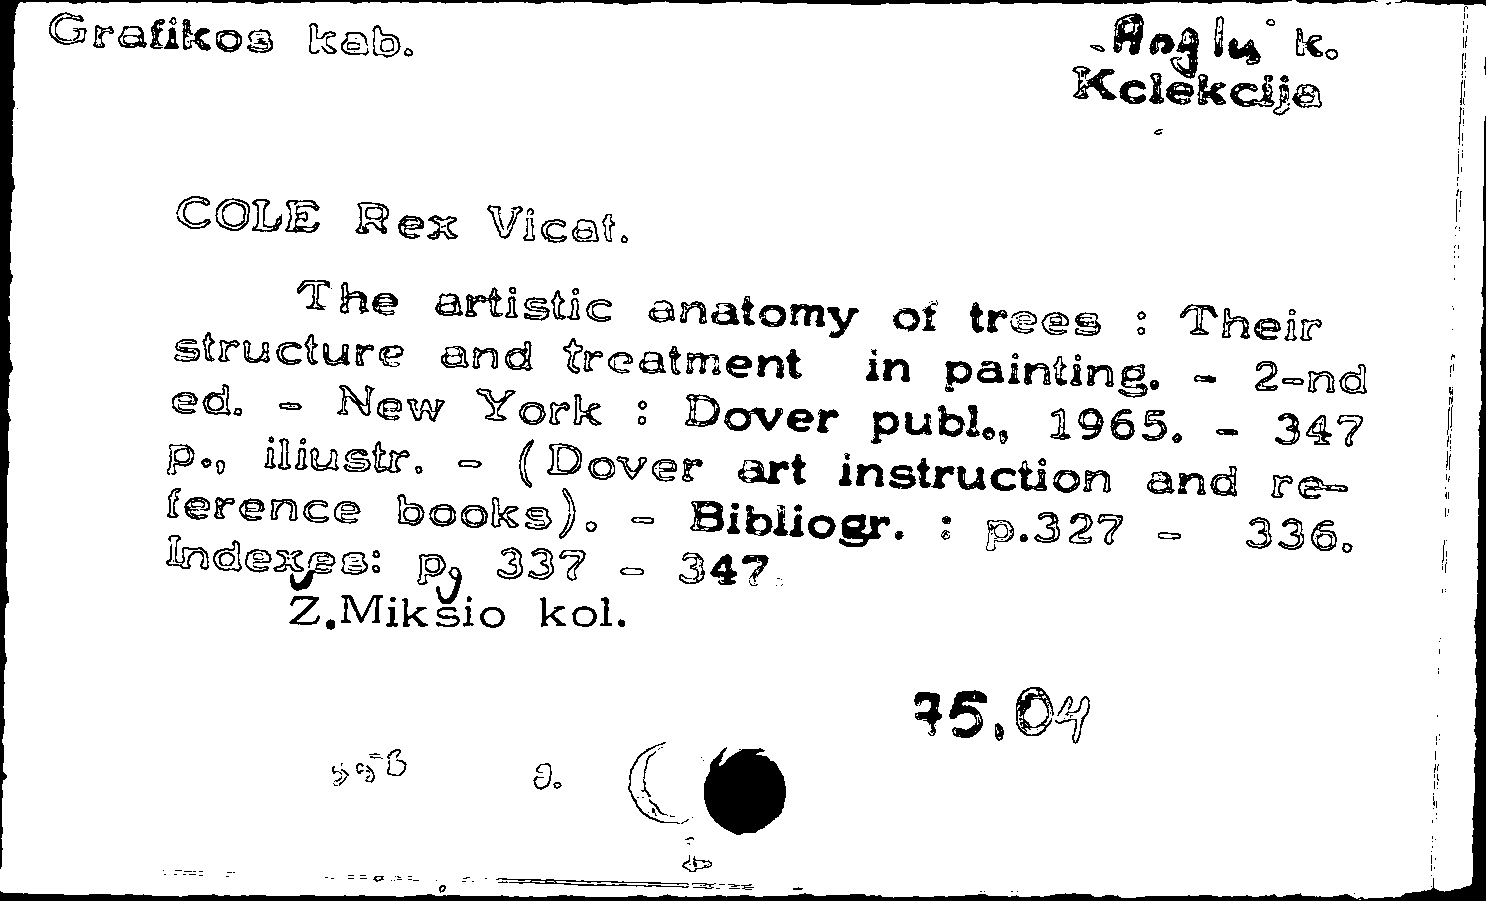 Grafikos kab.
Anglų k.
Kolekcija
COLE Rex Vicat.
The artistic anatomy of trees : Their
structure and treatment in painting. - 2-nd
ed. - New York : Dover publ., 1965. - 347
p., iliustr. - (Dover art instruction and re-
ference books). - Bibliogr. : p.327 - 336.
Indexes: p, 337 - 347.
Ž.Mikšio kol.
75.04